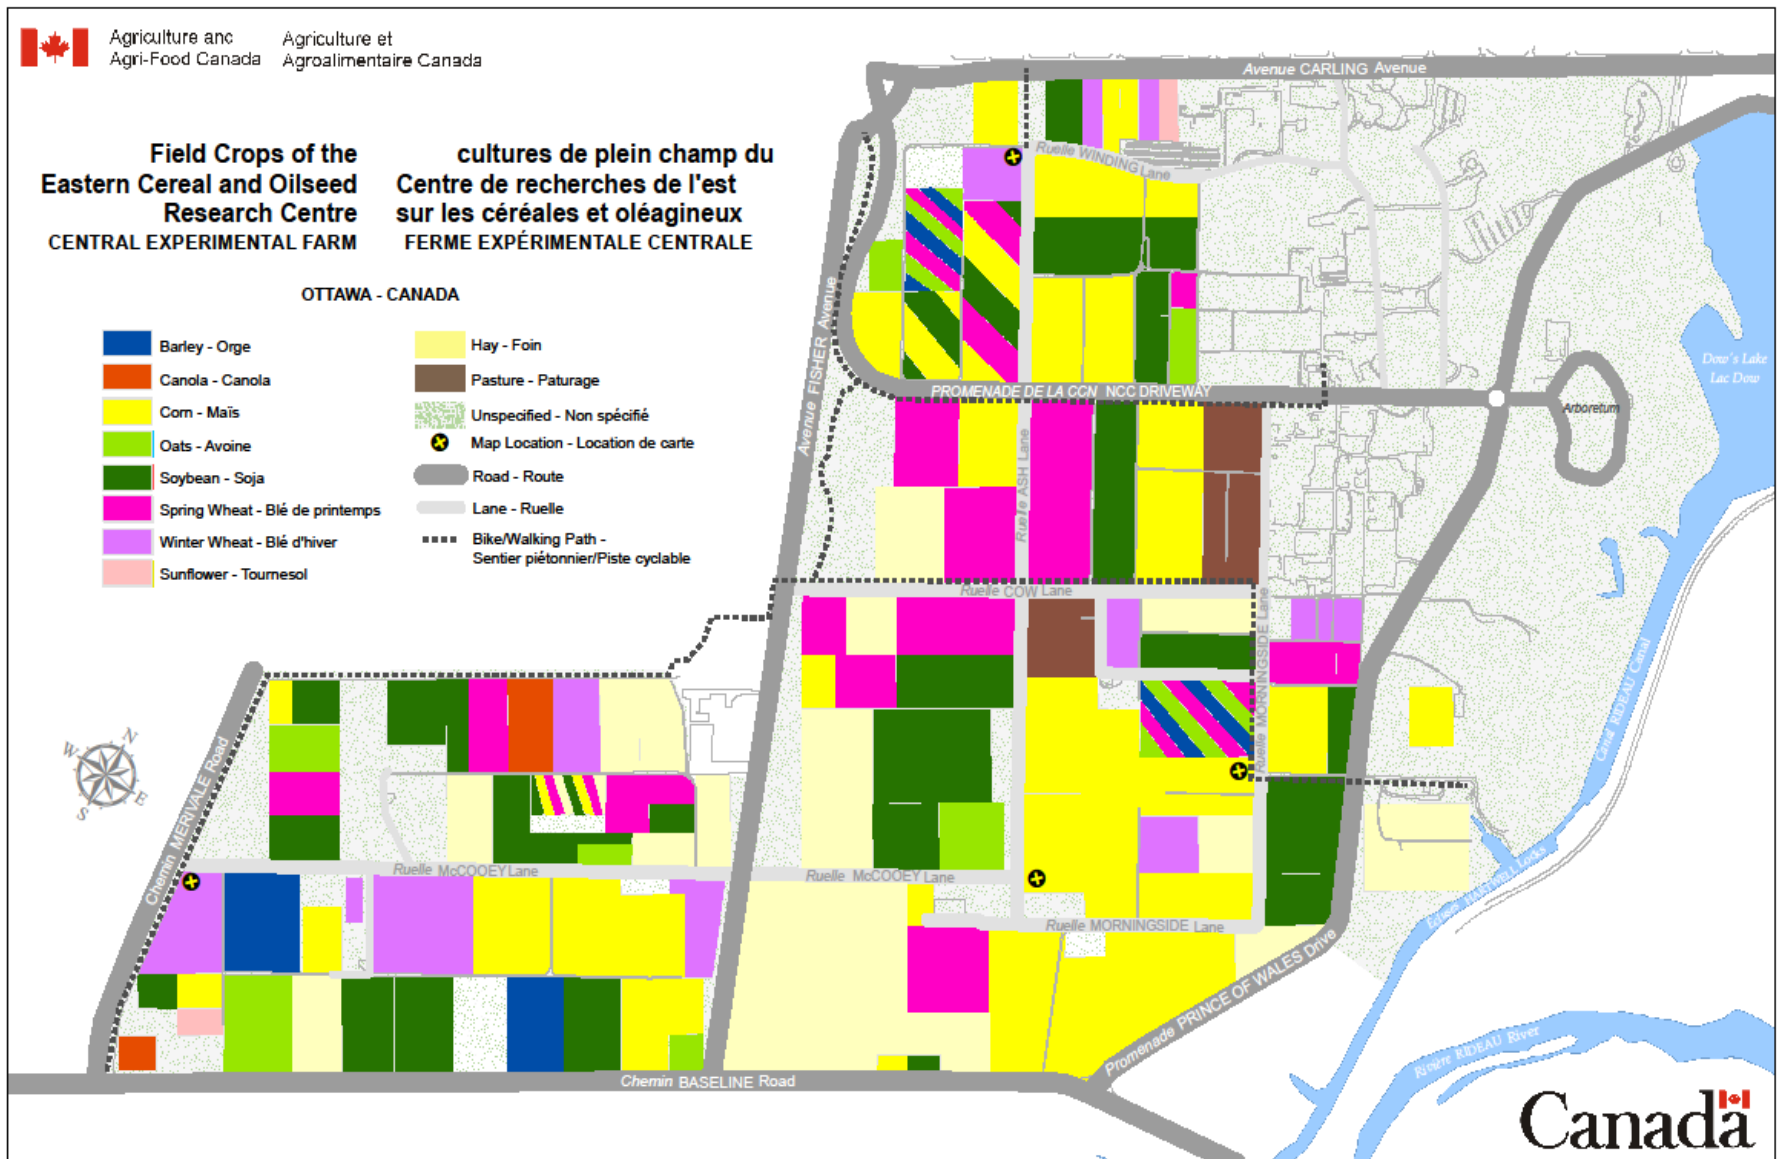 Agriculture anc
Agri-Food Canada
Agriculture et
Agroalimentaire Canada
Field Crops of the
Eastern Cereal and Oilseed
Research Centre
CENTRAL EXPERIMENTAL FARM
cultures de plein champ du
Centre de recherches de l'est
sur les céréales et oléagineux
FERME EXPÉRIMENTALE CENTRALE
OTTAWA - CANADA
Barley - Orge
Canola - Canola
Corn - Maïs
Oats - Avoine
Soybean - Soja
Spring Wheat - Blé de printemps
Winter Wheat - Blé d'hiver
Sunflower - Tournesol
Hay - Foin
Pasture - Paturage
Unspecified - Non spécifié
Map Location - Location de carte
Road - Route
Lane - Ruelle
Bike/Walking Path -
Sentier piétonnier/Piste cyclable
Avenue CARLING Avenue
Ruelle WINDING Lane
Avenue FISHER Avenue
PROMENADE DE LA CCN NCC DRIVEWAY
Dow's Lake
Lac Dow
Arboretum
Ruelle ASH Lane
Ruelle COW Lane
Ruelle MORNINGSIDE Lane
Canal RIDEAU Canal
N
W
E
S
Chemin MERIVALE Road
Ruelle McCOOEY Lane
Ruelle McCOOEY Lane
Ruelle MORNINGSIDE Lane
Écluse HARTWELL Locks
Promenade PRINCE OF WALES Drive
Rivière RIDEAU River
Chemin BASELINE Road
Canada